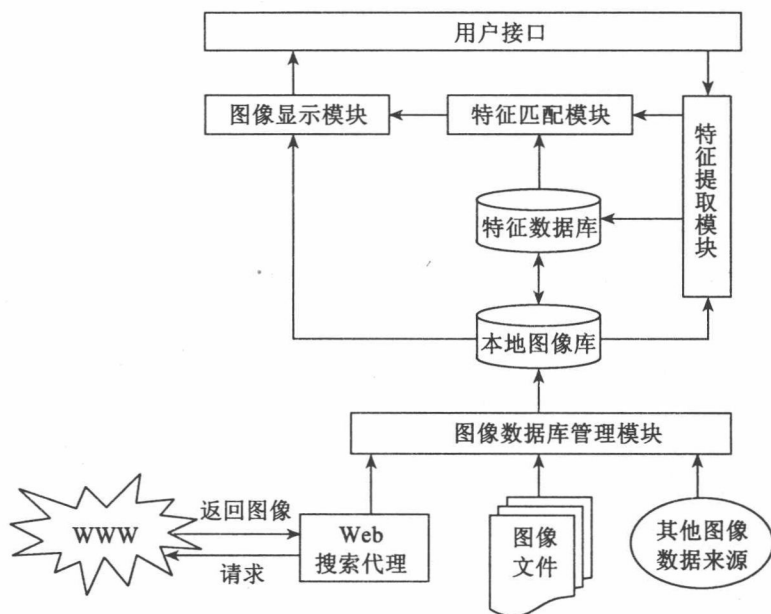 用户接口
图像显示模块
特征匹配模块
特征提取模块
特征数据库
本地图像库
图像数据库管理模块
WWW
返回图像
请求
Web
搜索代理
图像
文件
其他图像
数据来源